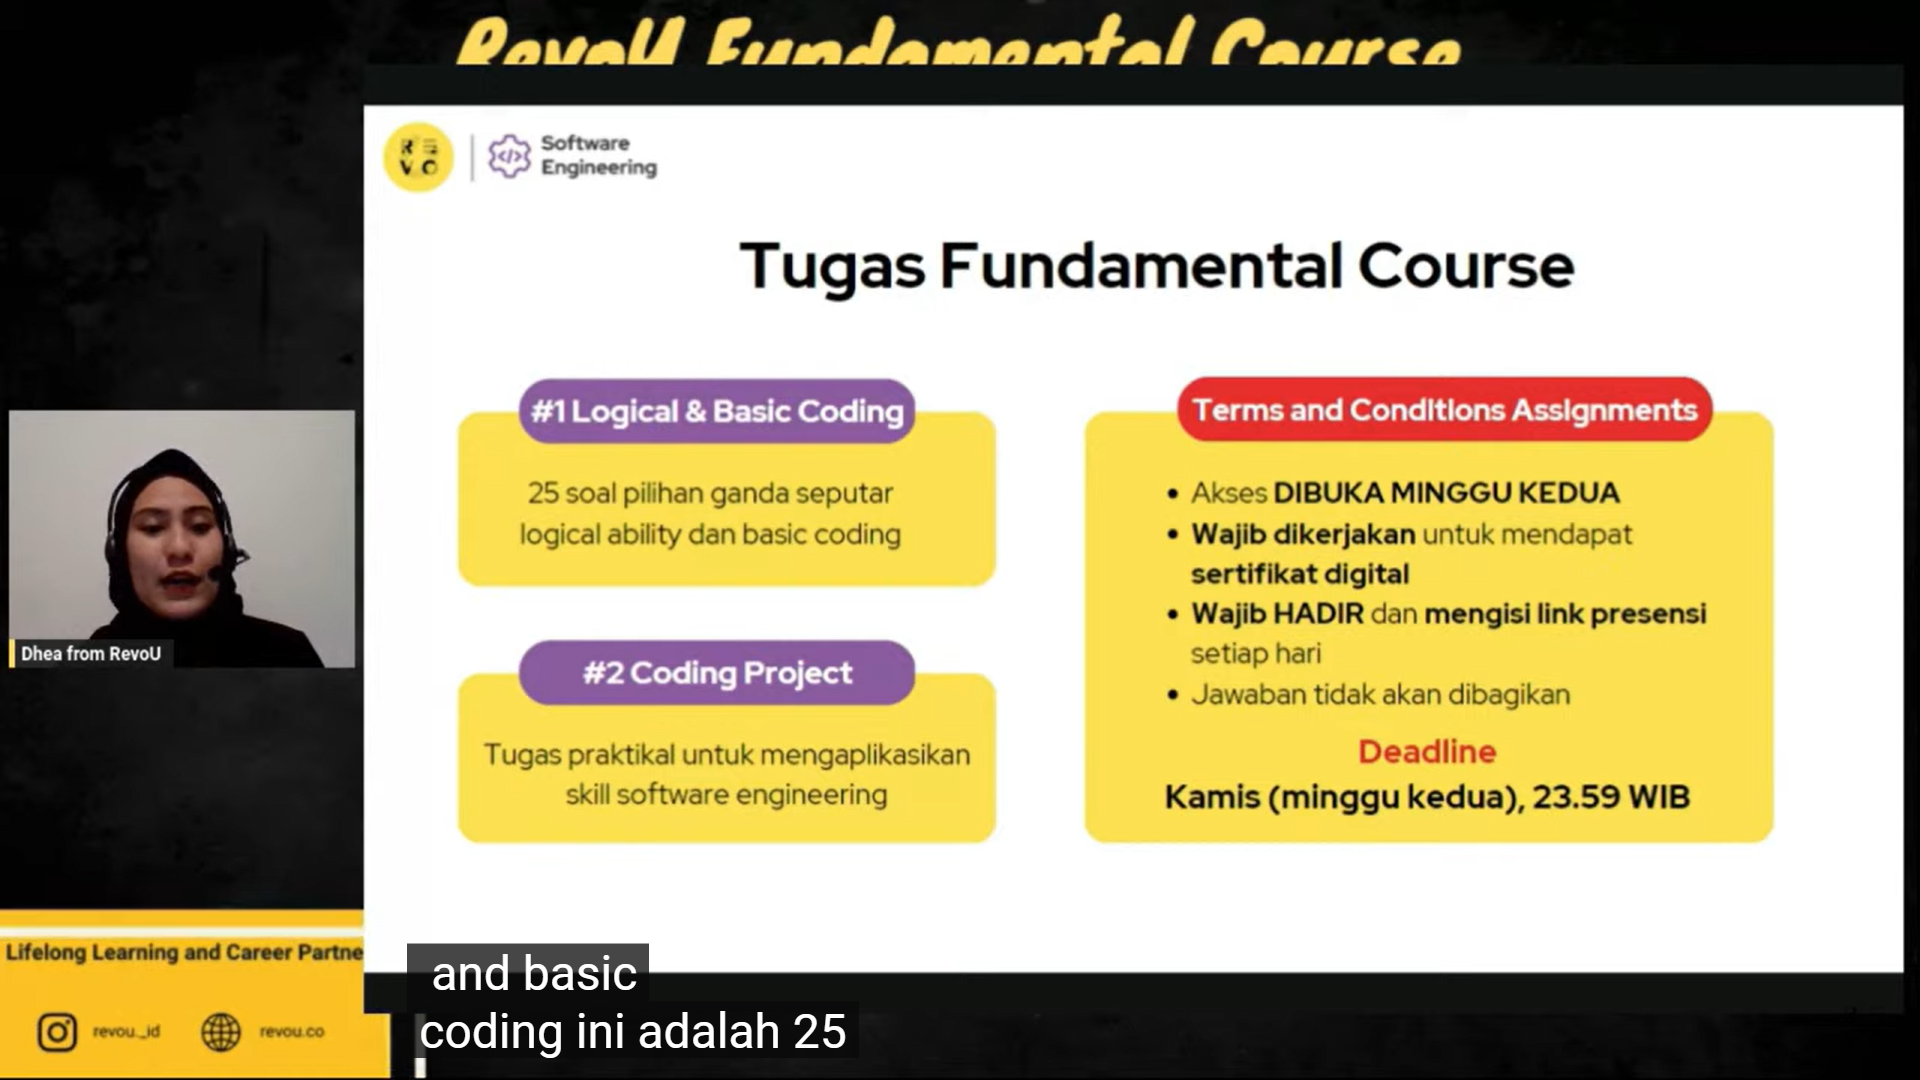 RevoU Fundamental Course
RE
VO
Software
Engineering
Tugas Fundamental Course
#1 Logical & Basic Coding
25 soal pilihan ganda seputar
logical ability dan basic coding
#2 Coding Project
Tugas praktikal untuk mengaplikasikan
skill software engineering
Terms and Conditions Assignments
• Akses DIBUKA MINGGU KEDUA
• Wajib dikerjakan untuk mendapat
sertifikat digital
• Wajib HADIR dan mengisi link presensi
setiap hari
• Jawaban tidak akan dibagikan
Deadline
Kamis (minggu kedua), 23.59 WIB
Dhea from RevoU
Lifelong Learning and Career Partne
revou_id
revou.co
and basic
coding ini adalah 25